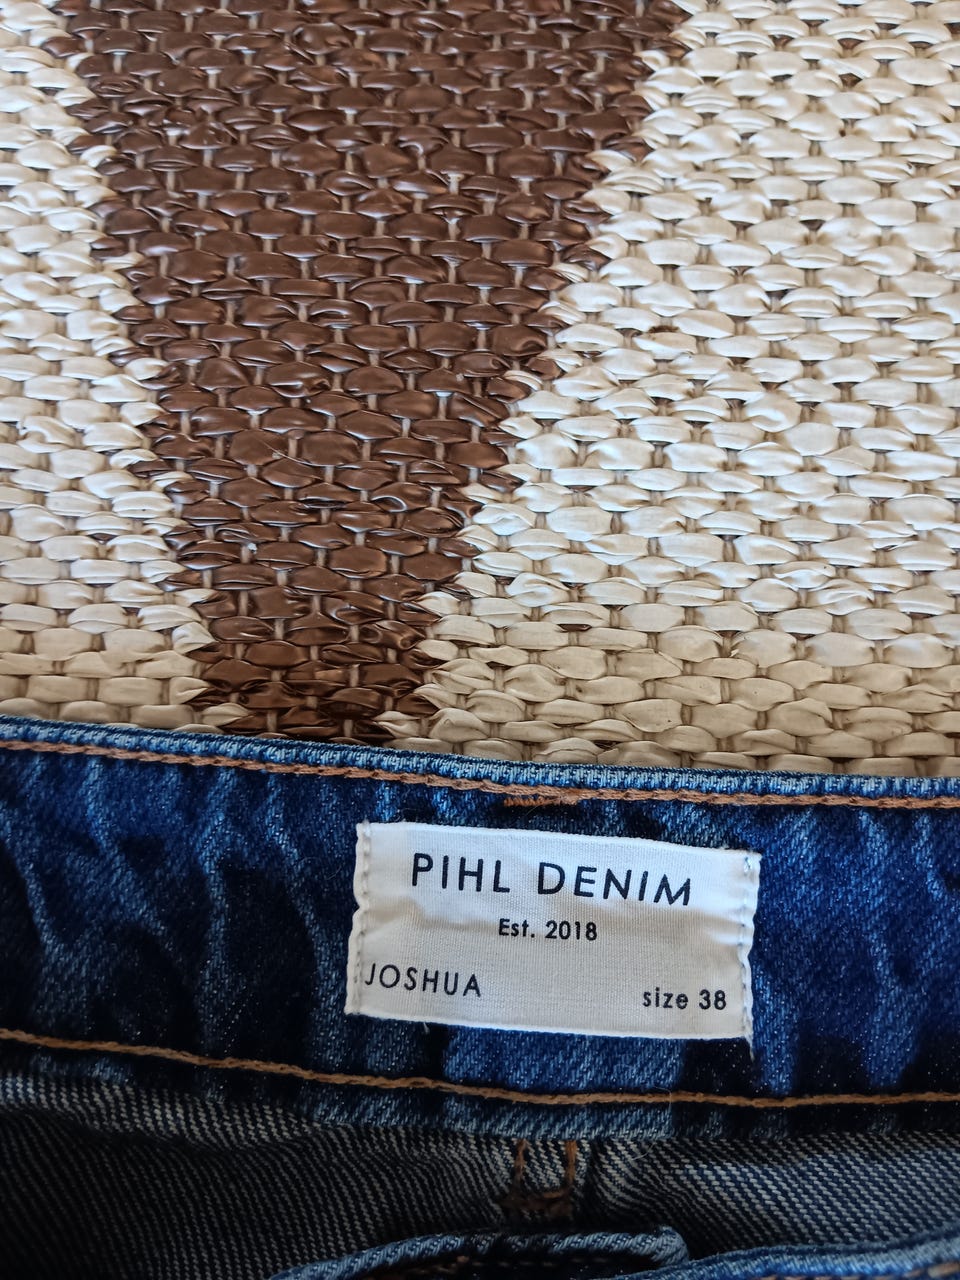 PIHL DENIM
Est. 2018
JOSHUA size 38